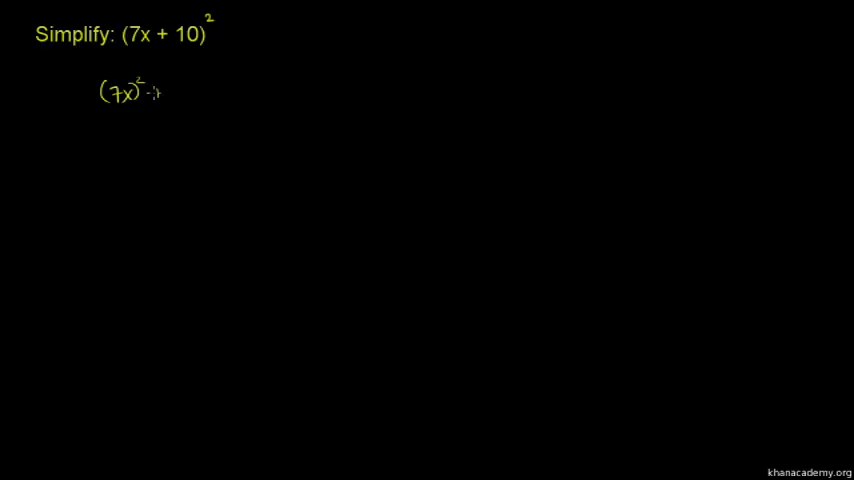 Simplify: (7x + 10)²
(7x)²
khanacademy.org